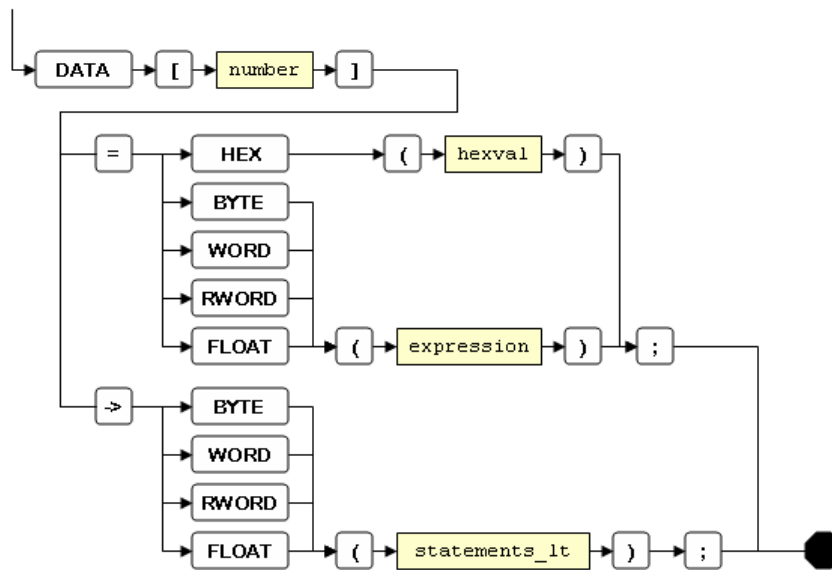 DATA [ number ]
= HEX ( hexval )
BYTE
WORD
RWORD
FLOAT ( expression ) ;
-> BYTE
WORD
RWORD
FLOAT ( statements_lt ) ;